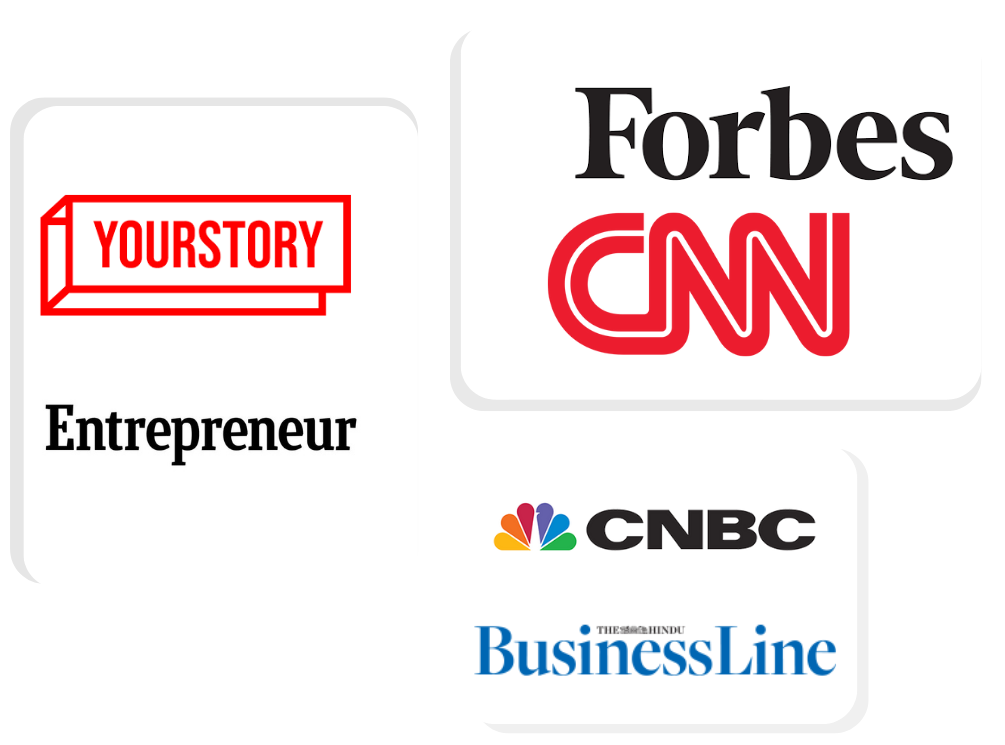 YOURSTORY
Entrepreneur
Forbes
CNN
CNBC
THE HINDU
BusinessLine